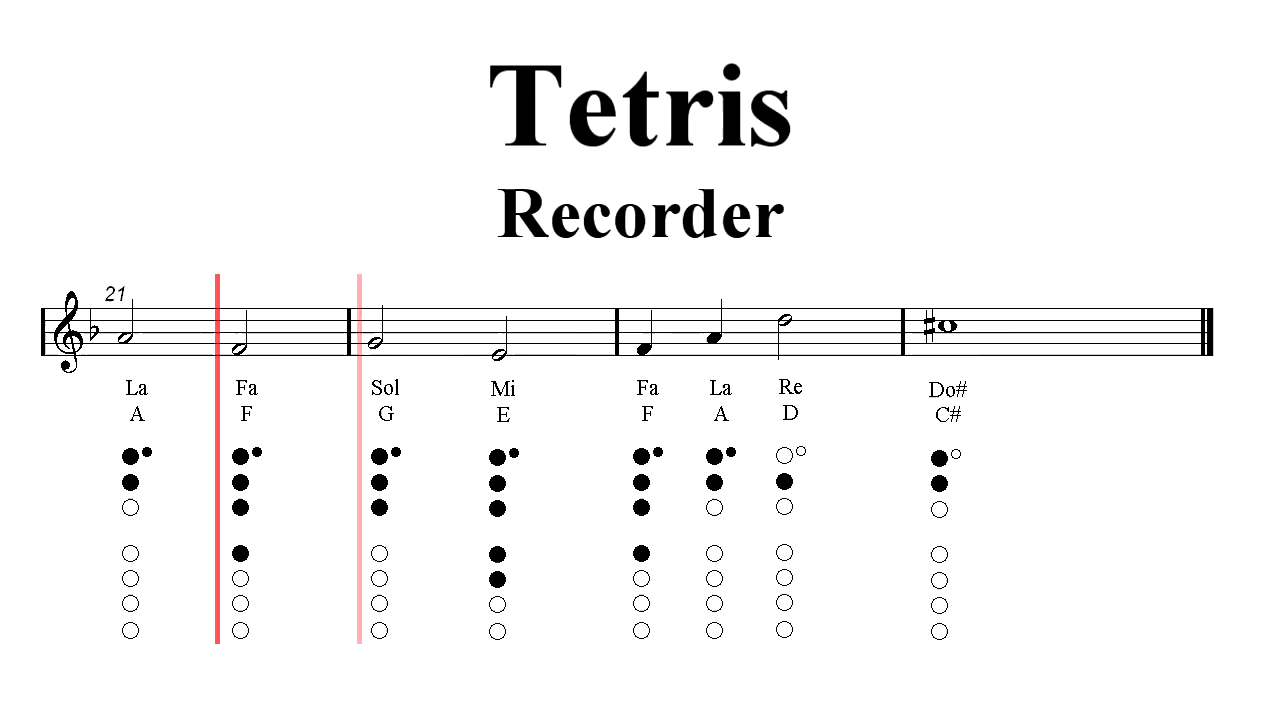 Tetris
Recorder
21
La Fa Sol Mi Fa La Re Do#
A F G E F A D C#